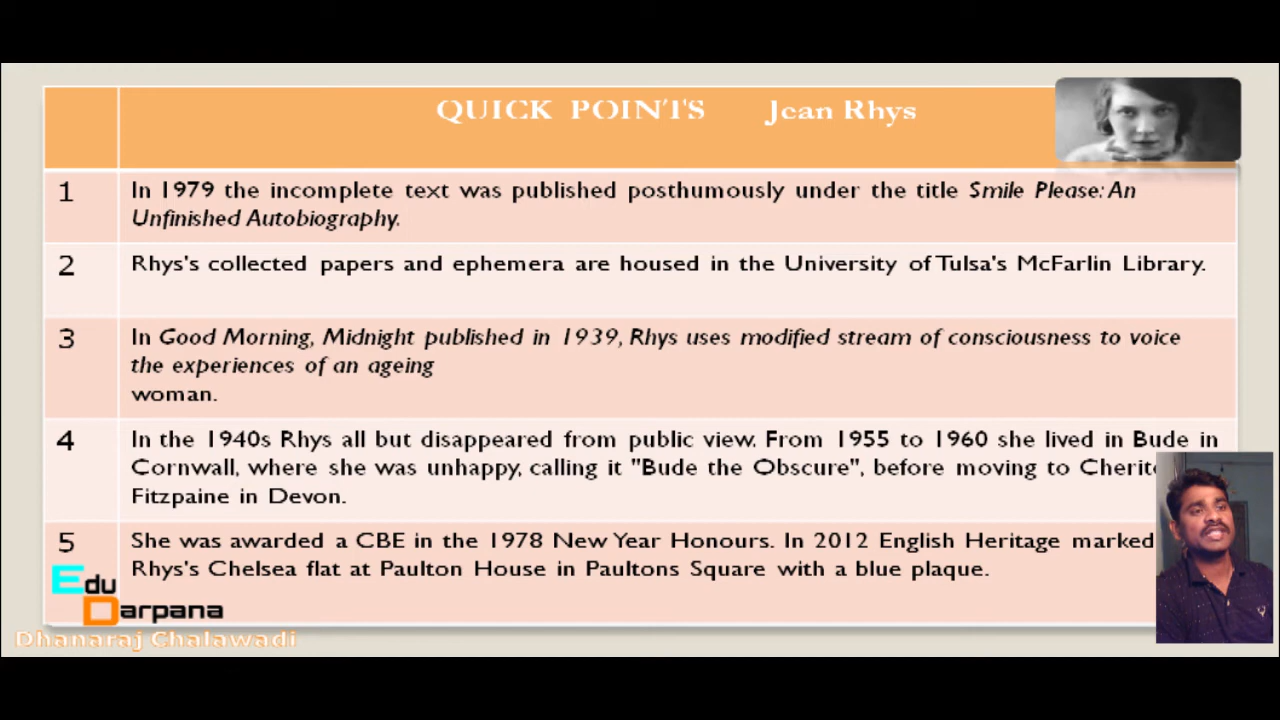 QUICK POINTS Jean Rhys
1 In 1979 the incomplete text was published posthumously under the title Smile Please: An
Unfinished Autobiography.
2 Rhys's collected papers and ephemera are housed in the University of Tulsa's McFarlin Library.
3 In Good Morning, Midnight published in 1939, Rhys uses modified stream of consciousness to voice
the experiences of an ageing
woman.
4 In the 1940s Rhys all but disappeared from public view. From 1955 to 1960 she lived in Bude in
Cornwall, where she was unhappy, calling it "Bude the Obscure", before moving to
Fitzpaine in Devon.
5 She was awarded a CBE in the 1978 New Year Honours. In 2012 English Heritage marked
Rhys's Chelsea flat at Paulton House in Paultons Square with a blue plaque.
Edu
Darpana
Dhanaraj Chalawadi